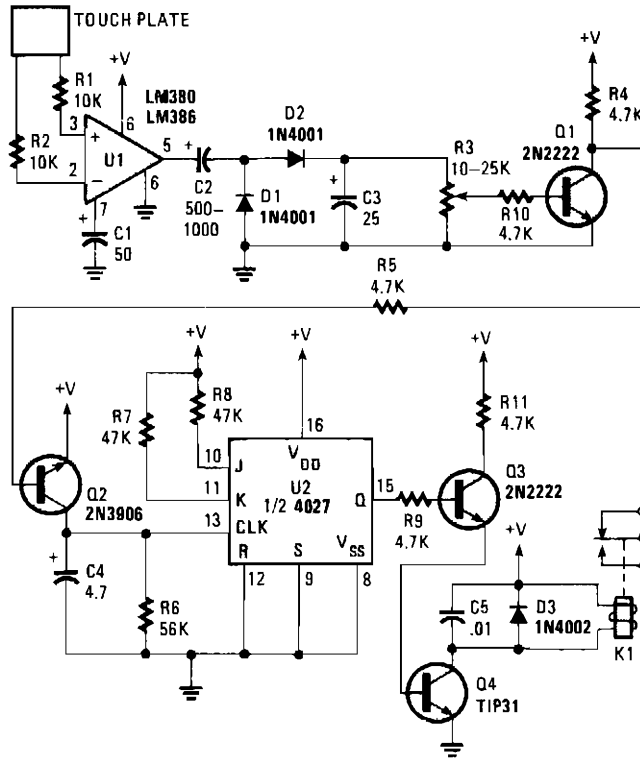 TOUCH PLATE
+V
+V
R1
10K
LM380
LM386
R4
4.7K
D2
1N4001
Q1
2N2222
3
+
6
R2
10K
U1
5
+
R3
10–25K
2
–
6
C2
500–
1000
D1
1N4001
+
C3
25
R10
4.7K
7
+
C1
50
R5
4.7K
+V
+V
+V
+V
R8
47K
R7
47K
R11
4.7K
16
10
J
VDD
Q3
2N2222
Q2
2N3906
11
K
U2
1/2 4027
Q
15
13
CLK
R9
4.7K
+V
+
C4
4.7
R
S
VSS
12
9
8
R6
56K
C5
.01
D3
1N4002
K1
Q4
TIP31